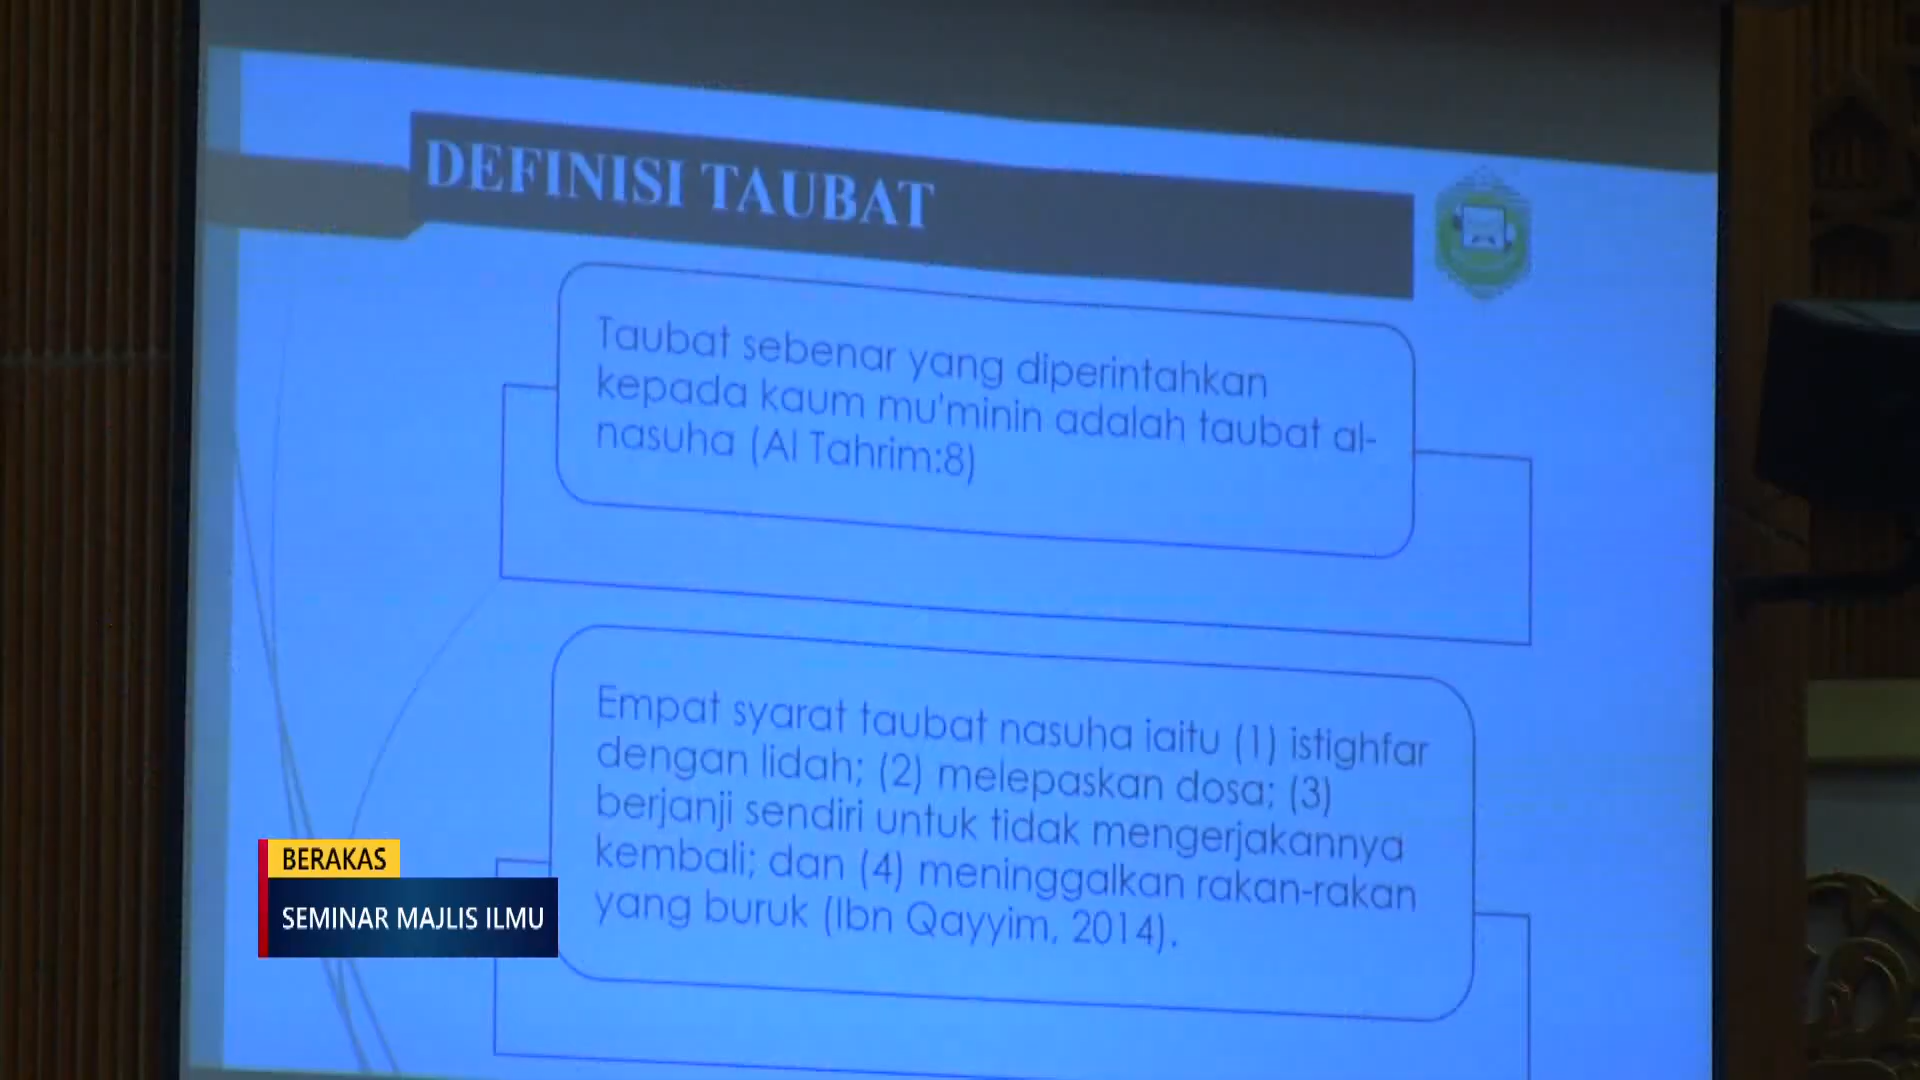 DEFINISI TAUBAT
Taubat sebenar yang diperintahkan
kepada kaum mu'minin adalah taubat al-
nasuha (Al Tahrim:8)
Empat syarat taubat nasuha iaitu (1) istighfar
dengan lidah; (2) melepaskan dosa; (3)
berjanji sendiri untuk tidak mengerjakannya
kembali; dan (4) meninggalkan rakan-rakan
yang buruk (Ibn Qayyim, 2014).
BERAKAS
SEMINAR MAJLIS ILMU